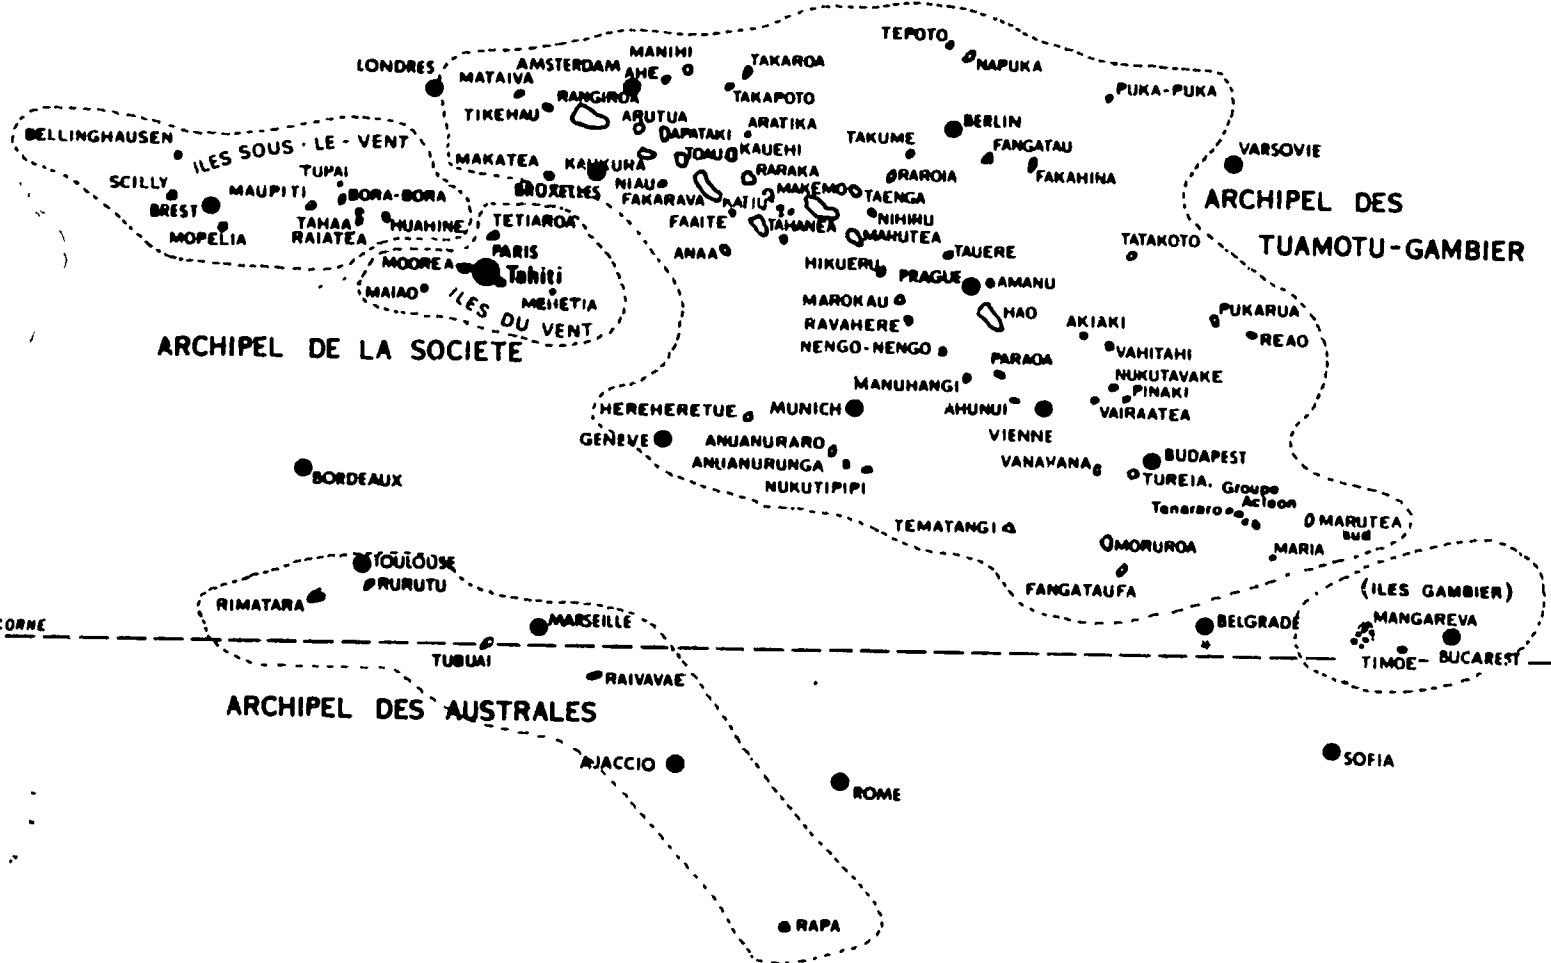 TEPOTO
NAPUKA
MANIHI
LONDRES
AMSTERDAM
AHE
TAKAROA
MATAIVA
PUKA-PUKA
RANGIROA
TAKAPOTO
TIKEHAU
ARUTUA
ARATIKA
BERLIN
BELLINGHAUSEN
ILES SOUS-LE-VENT
APATAKI
TAKUME
FANGATAU
VARSOVIE
MAKATEA
KAUKURA
TOAU
KAUEHI
TUPAI
RARAKA
RAROIA
FAKAHINA
SCILLY
MAUPITI
BORA-BORA
BROXELLES
NIAU
MAKEMO
TAENGA
FAKARAVA
KATIU
ARCHIPEL DES
BREST
TAHAA
HUAHINE
TETIAROA
FAAITE
TAHANEA
NIHIRU
MOPELIA
RAIATEA
MARUTEA
TATAKOTO
TUAMOTU-GAMBIER
PARIS
ANAA
TAUERE
MOOREA
Tahiti
HIKUERU
PRAGUE
AMANU
MAIAO
MEHETIA
MAROKAU
HAO
PUKARUA
ILES DU VENT
RAVAHERE
AKIAKI
REAO
ARCHIPEL DE LA SOCIETE
NENGO-NENGO
VAHITAHI
PARAOA
NUKUTAVAKE
MANUHANGI
PINAKI
HEREHERETUE
MUNICH
AHUNUI
VAIRAATEA
GENEVE
ANUANURARO
VIENNE
ANUANURUNGA
VANAVANA
BUDAPEST
BORDEAUX
NUKUTIPIPI
TUREIA.
Groupe
Acteon
Tenararo
TEMATANGI
MARUTEA
sud
MORUROA
MARIA
TOULOUSE
RURUTU
FANGATAUFA
(ILES GAMBIER)
RIMATARA
MARSEILLE
BELGRADE
MANGAREVA
CORNE
TUBUAI
TIMOE
BUCAREST
RAIVAVAE
ARCHIPEL DES AUSTRALES
AJACCIO
ROME
SOFIA
RAPA